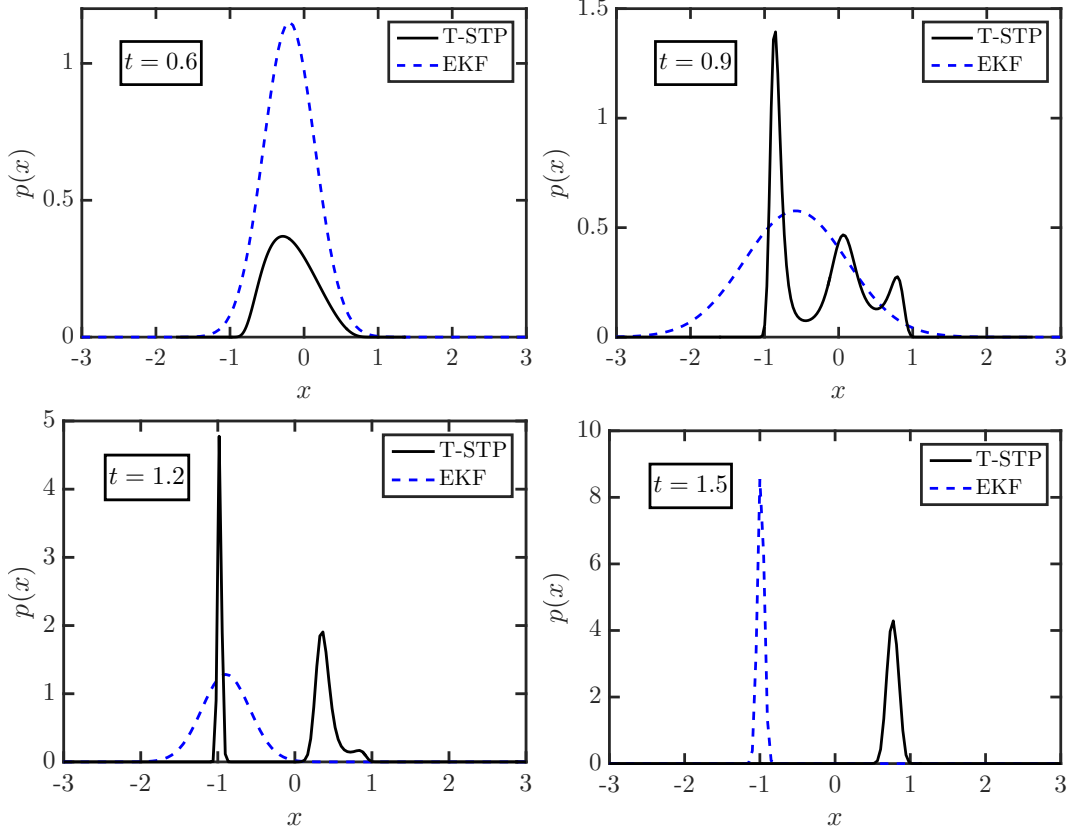 1
0.5
0
p(x)
t = 0.6
T-STP
EKF
-3 -2 -1 0 1 2 3
x
1.5
1
0.5
0
p(x)
t = 0.9
T-STP
EKF
-3 -2 -1 0 1 2 3
x
5
4
3
2
1
0
p(x)
t = 1.2
T-STP
EKF
-3 -2 -1 0 1 2 3
x
10
8
6
4
2
0
p(x)
t = 1.5
T-STP
EKF
-3 -2 -1 0 1 2 3
x